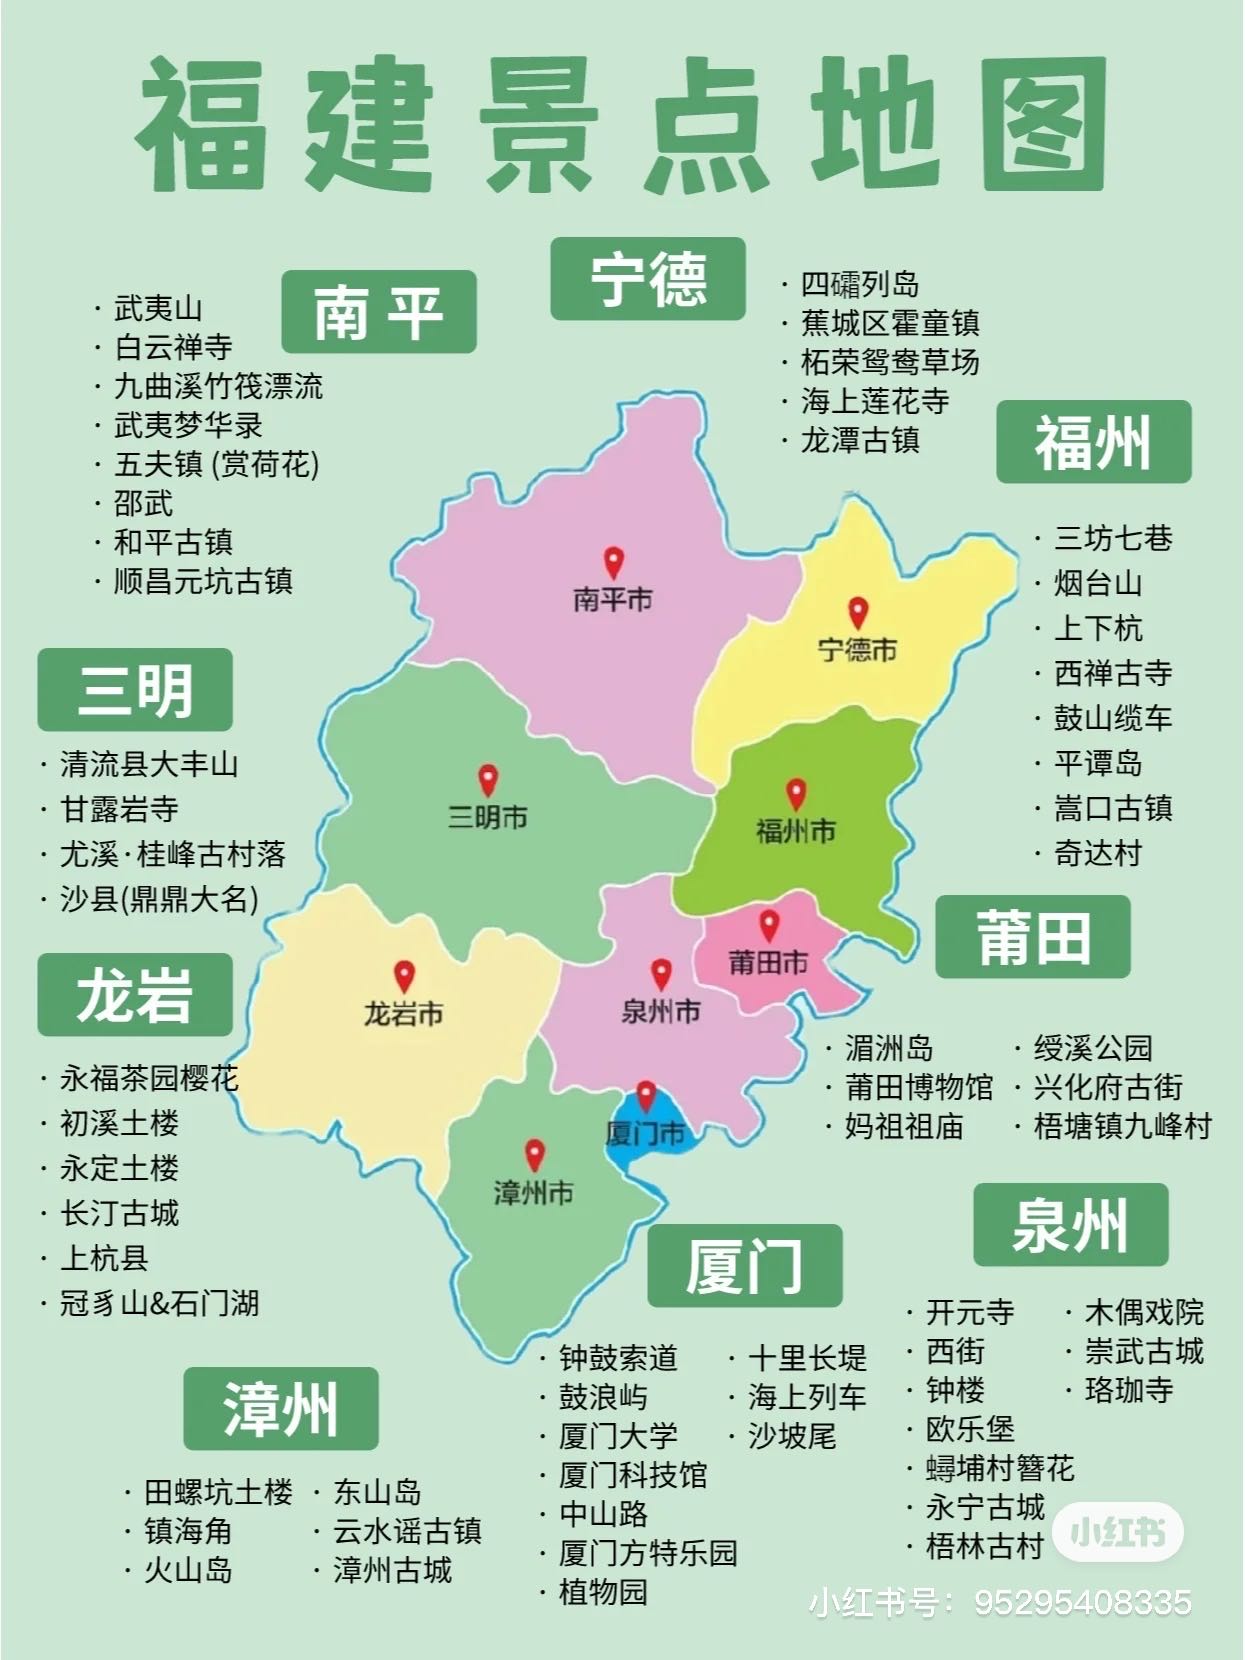 福建景点地图
南平
· 武夷山
· 白云禅寺
· 九曲溪竹筏漂流
· 武夷梦华录
· 五夫镇 (赏荷花)
· 邵武
· 和平古镇
· 顺昌元坑古镇
宁德
· 四礵列岛
· 蕉城区霍童镇
· 柘荣鸳鸯草场
· 海上莲花寺
· 龙潭古镇
福州
· 三坊七巷
· 烟台山
· 上下杭
· 西禅古寺
· 鼓山缆车
· 平谭岛
· 嵩口古镇
· 奇达村
三明
· 清流县大丰山
· 甘露岩寺
· 尤溪·桂峰古村落
· 沙县(鼎鼎大名)
南平市
宁德市
三明市
福州市
龙岩市
泉州市
莆田市
厦门市
漳州市
龙岩
· 永福茶园樱花
· 初溪土楼
· 永定土楼
· 长汀古城
· 上杭县
· 冠豸山&石门湖
莆田
· 湄洲岛
· 莆田博物馆
· 妈祖祖庙
· 绶溪公园
· 兴化府古街
· 梧塘镇九峰村
漳州
· 田螺坑土楼
· 镇海角
· 火山岛
· 东山岛
· 云水谣古镇
· 漳州古城
厦门
· 钟鼓索道
· 鼓浪屿
· 厦门大学
· 厦门科技馆
· 中山路
· 厦门方特乐园
· 植物园
· 十里长堤
· 海上列车
· 沙坡尾
泉州
· 开元寺
· 西街
· 钟楼
· 欧乐堡
· 蟳埔村簪花
· 永宁古城
· 梧林古村
· 木偶戏院
· 崇武古城
· 珞珈寺
小红书
小红书号：95295408335